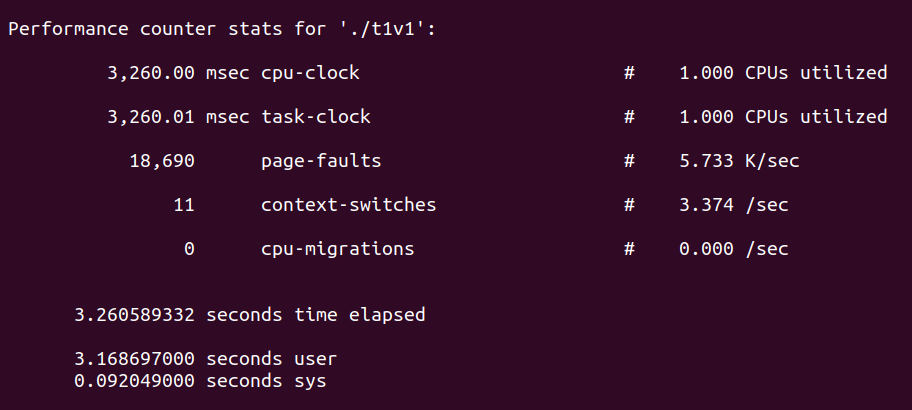 Performance counter stats for './t1v1':
3,260.00 msec cpu-clock # 1.000 CPUs utilized
3,260.01 msec task-clock # 1.000 CPUs utilized
18,690 page-faults # 5.733 K/sec
11 context-switches # 3.374 /sec
0 cpu-migrations # 0.000 /sec
3.260589332 seconds time elapsed
3.168697000 seconds user
0.092049000 seconds sys